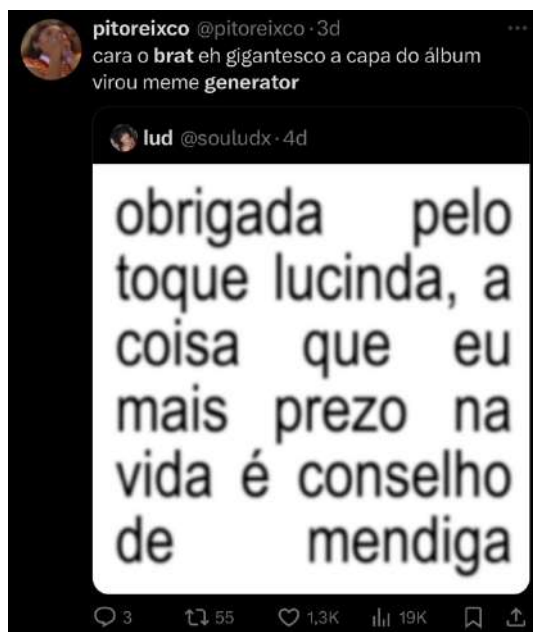 pitoreixco @pitoreixco · 3d
cara o brat eh gigantesco a capa do álbum
virou meme generator
lud @souludx · 4d
obrigada pelo
toque lucinda, a
coisa que eu
mais prezo na
vida é conselho
de mendiga
3 55 1,3K 19K